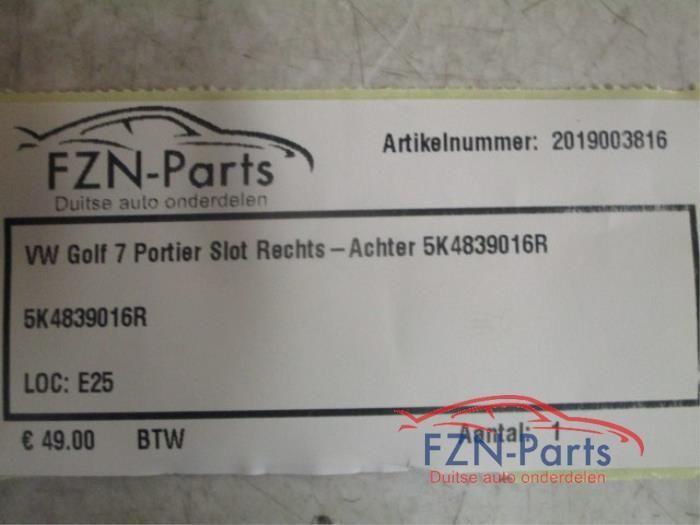 FZN-Parts
Duitse auto onderdelen
Artikelnummer: 2019003816
VW Golf 7 Portier Slot Rechts-Achter 5K4839016R
5K4839016R
LOC: E25
€ 49.00 BTW
Aantal: 1
FZN-Parts
Duitse auto onderdelen